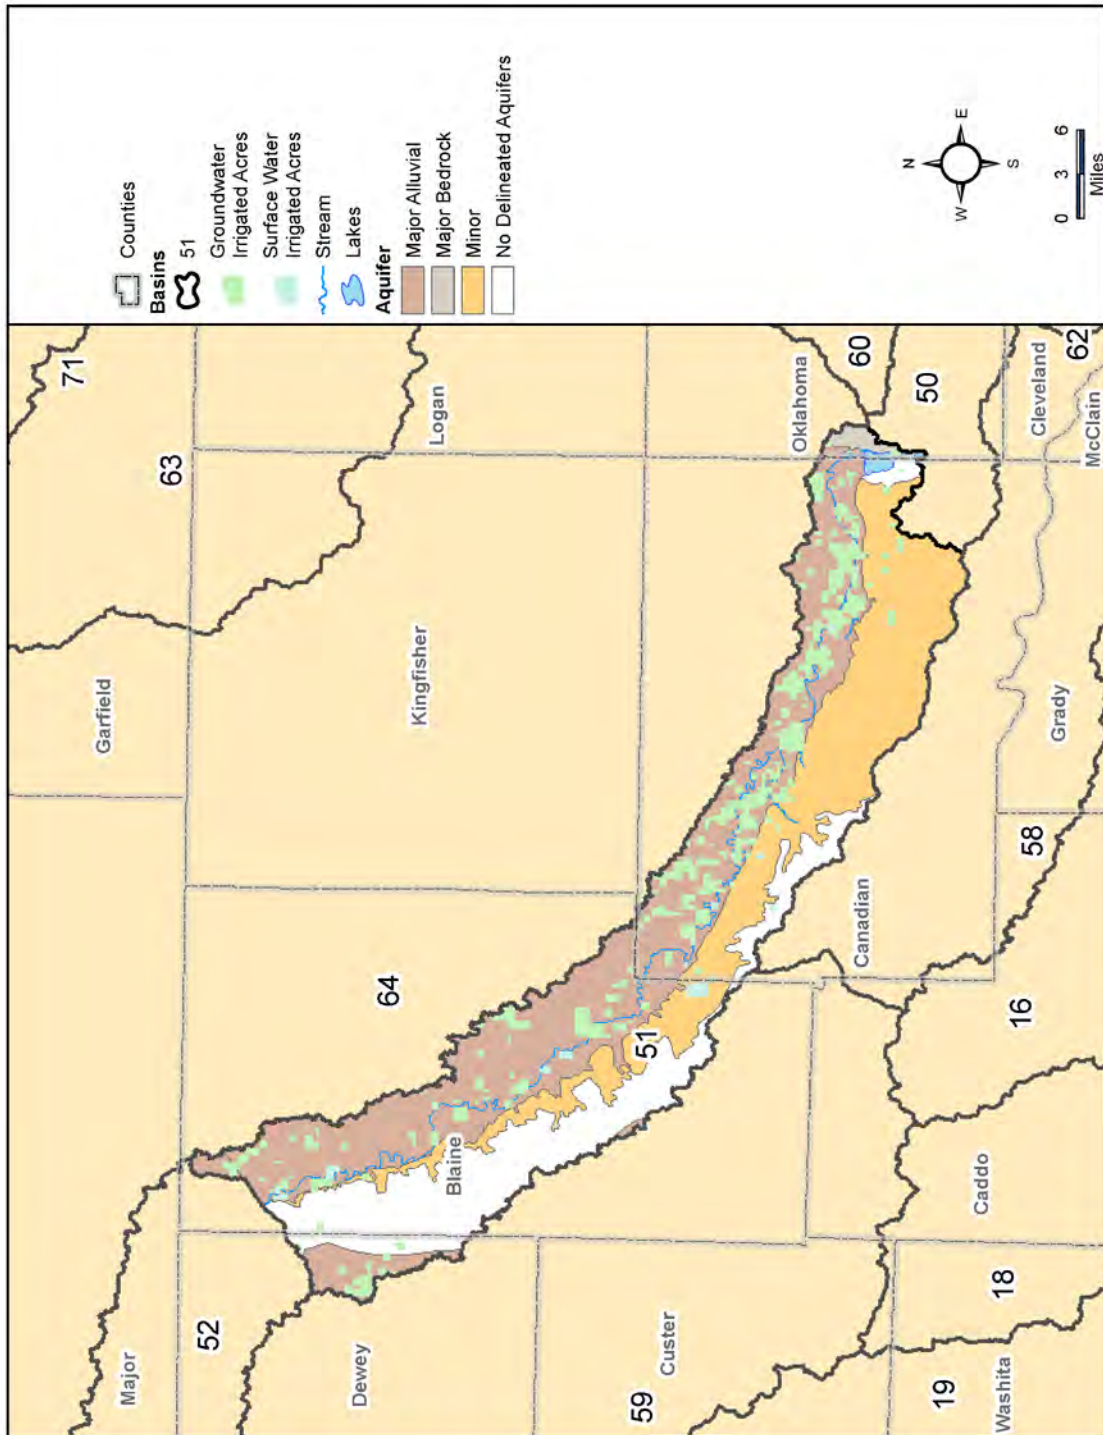 Counties
Basins
51
Groundwater
Irrigated Acres
Surface Water
Irrigated Acres
Stream
Lakes
Aquifer
Major Alluvial
Major Bedrock
Minor
No Delineated Aquifers
N
W
E
S
0 3 6
Miles
Major
52
Dewey
59
Custer
19
Washita
18
Caddo
Blaine
64
51
16
Canadian
58
Grady
Garfield
Kingfisher
63
71
Logan
Oklahoma
60
50
Cleveland
62
McClain